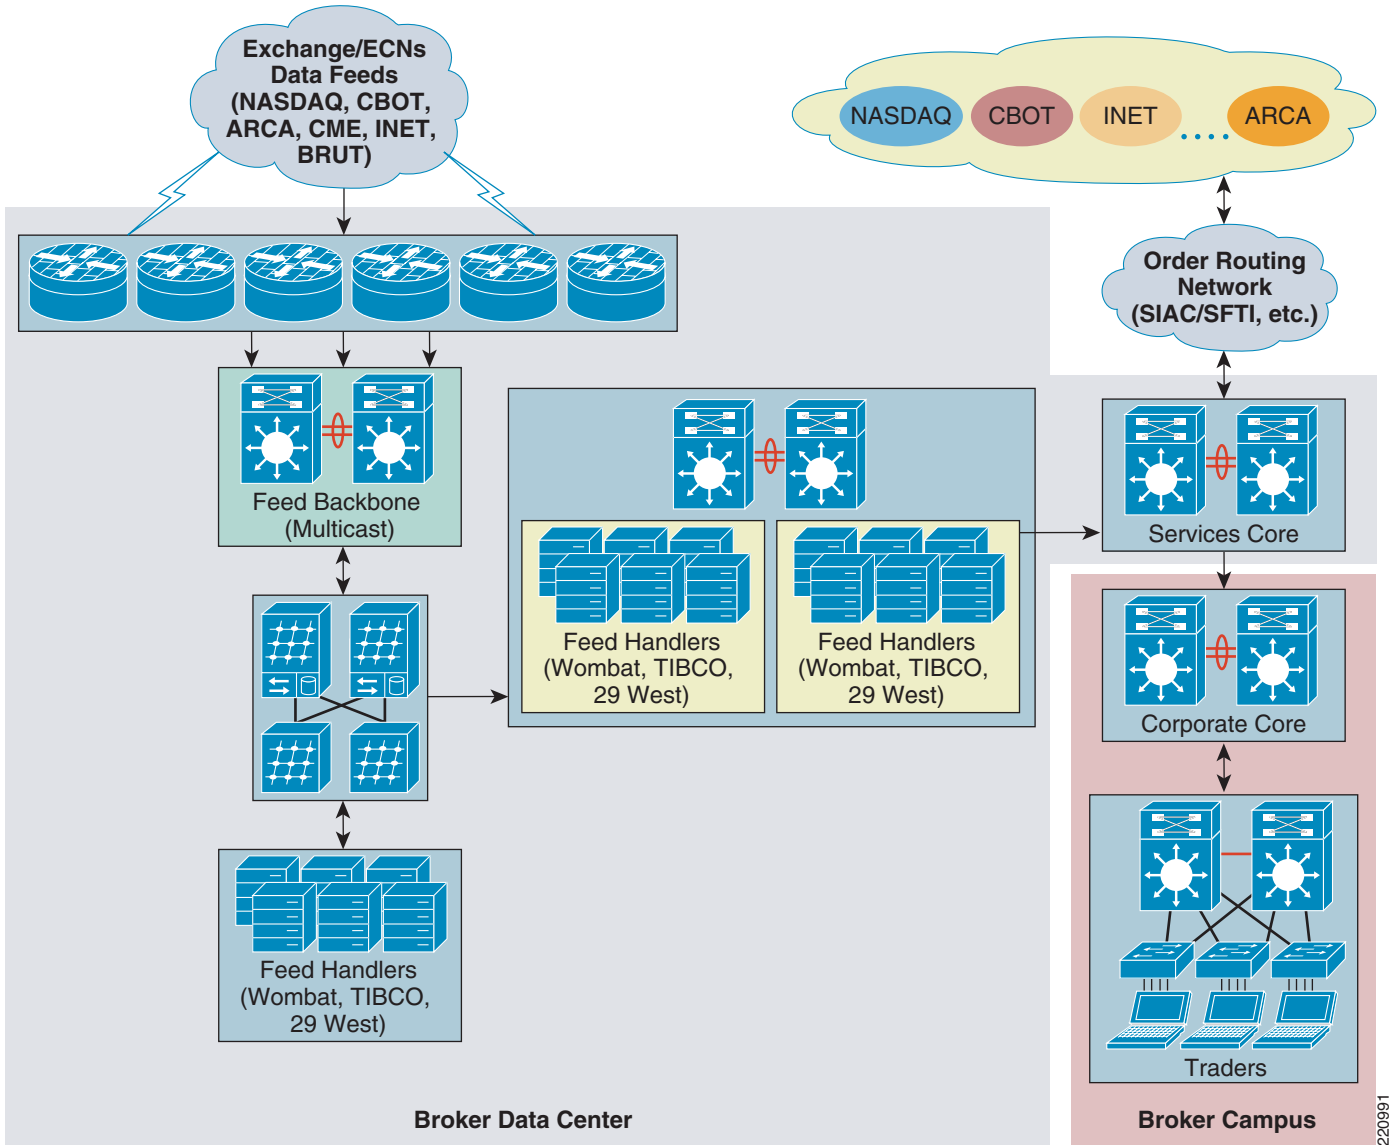 Exchange/ECNs
Data Feeds
(NASDAQ, CBOT,
ARCA, CME, INET,
BRUT)
NASDAQ
CBOT
INET
ARCA
Order Routing
Network
(SIAC/SFTI, etc.)
Feed Backbone
(Multicast)
Services Core
Feed Handlers
(Wombat, TIBCO,
29 West)
Feed Handlers
(Wombat, TIBCO,
29 West)
Corporate Core
Feed Handlers
(Wombat, TIBCO,
29 West)
Traders
Broker Data Center
Broker Campus
220991